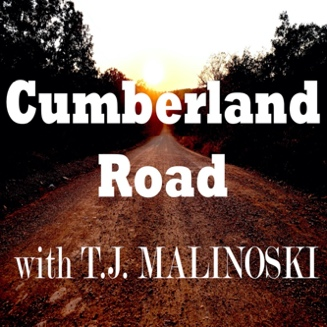 Cumberland
Road
with T.J. MALINOSKI